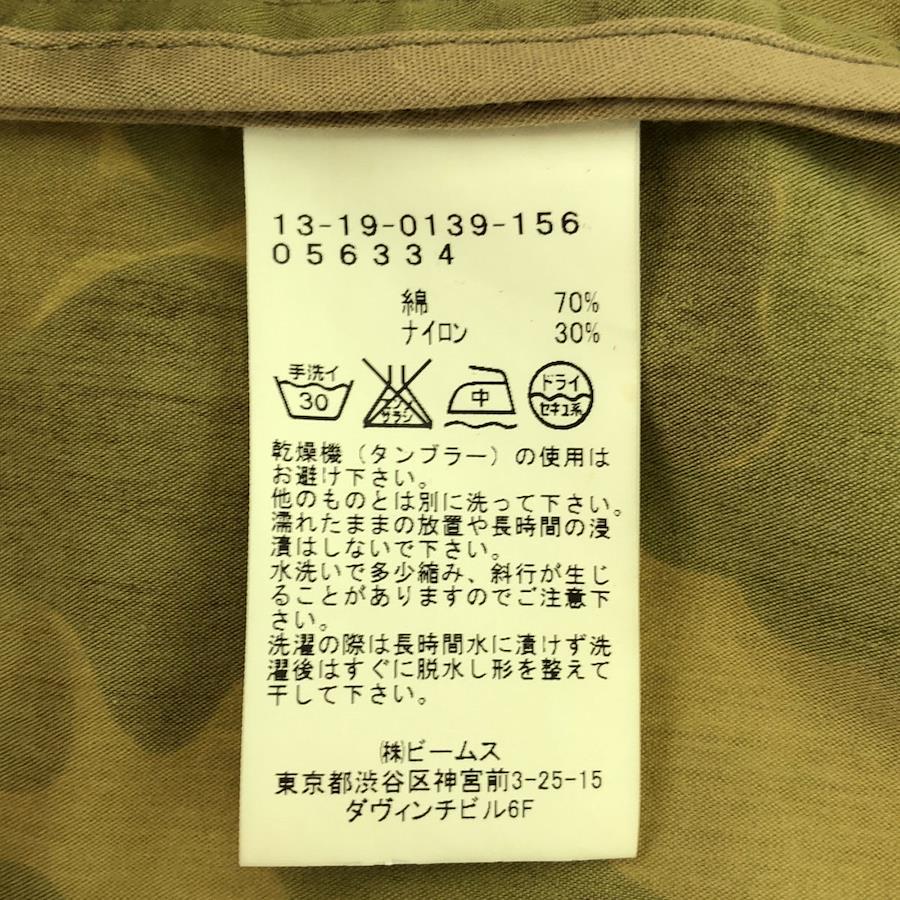 13-19-0139-156
056334
綿 70%
ナイロン 30%
手洗イ 30 エンソサラシ 中 ドライ セキユ系
乾燥機（タンブラー）の使用は
お避け下さい。
他のものとは別に洗って下さい。
濡れたままの放置や長時間の浸
漬はしないで下さい。
水洗いで多少縮み、斜行が生じ
ることがありますのでご注意下
さい。
洗濯の際は長時間水に漬けず洗
濯後はすぐに脱水し形を整えて
干して下さい。
㈱ビームス
東京都渋谷区神宮前3-25-15
ダヴィンチビル6F